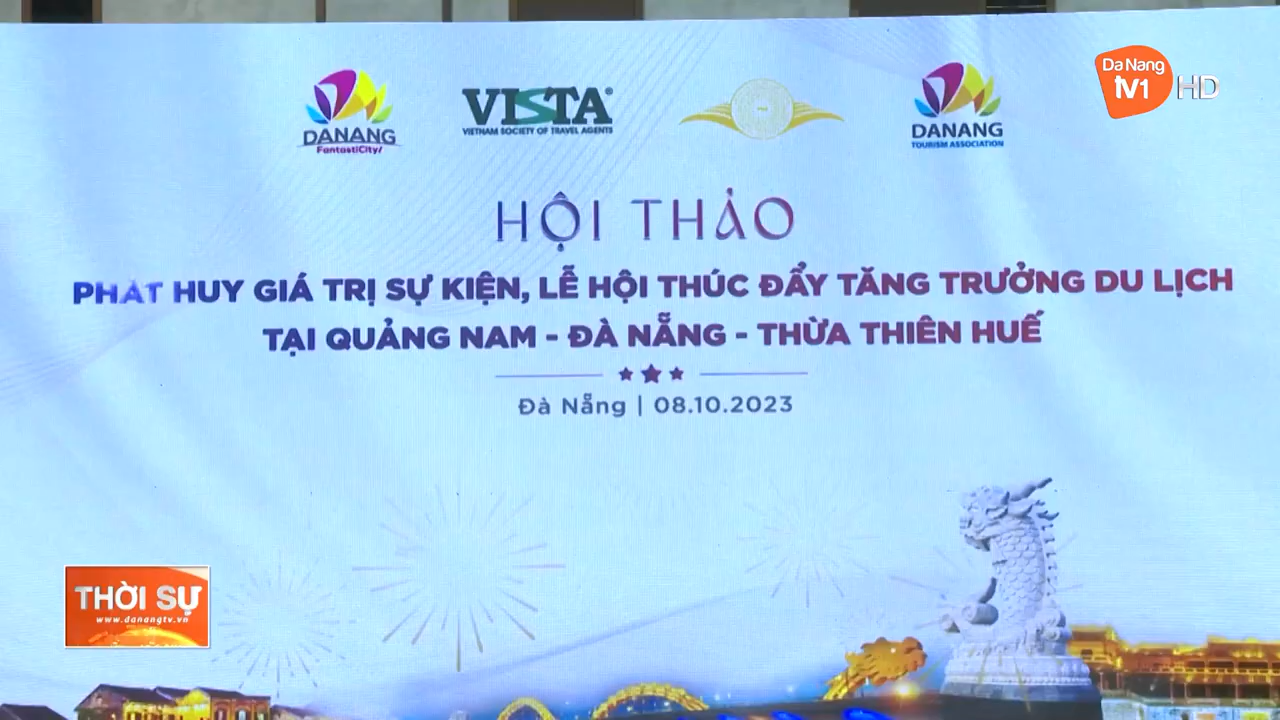 Da Nang
TV1 HD
DANANG
FantastiCity!
VISTA®
VIETNAM SOCIETY OF TRAVEL AGENTS
DANANG
TOURISM ASSOCIATION
HỘI THẢO
PHÁT HUY GIÁ TRỊ SỰ KIỆN, LỄ HỘI THÚC ĐẨY TĂNG TRƯỞNG DU LỊCH
TẠI QUẢNG NAM - ĐÀ NẴNG - THỪA THIÊN HUẾ
Đà Nẵng | 08.10.2023
THỜI SỰ
www.danangtv.vn